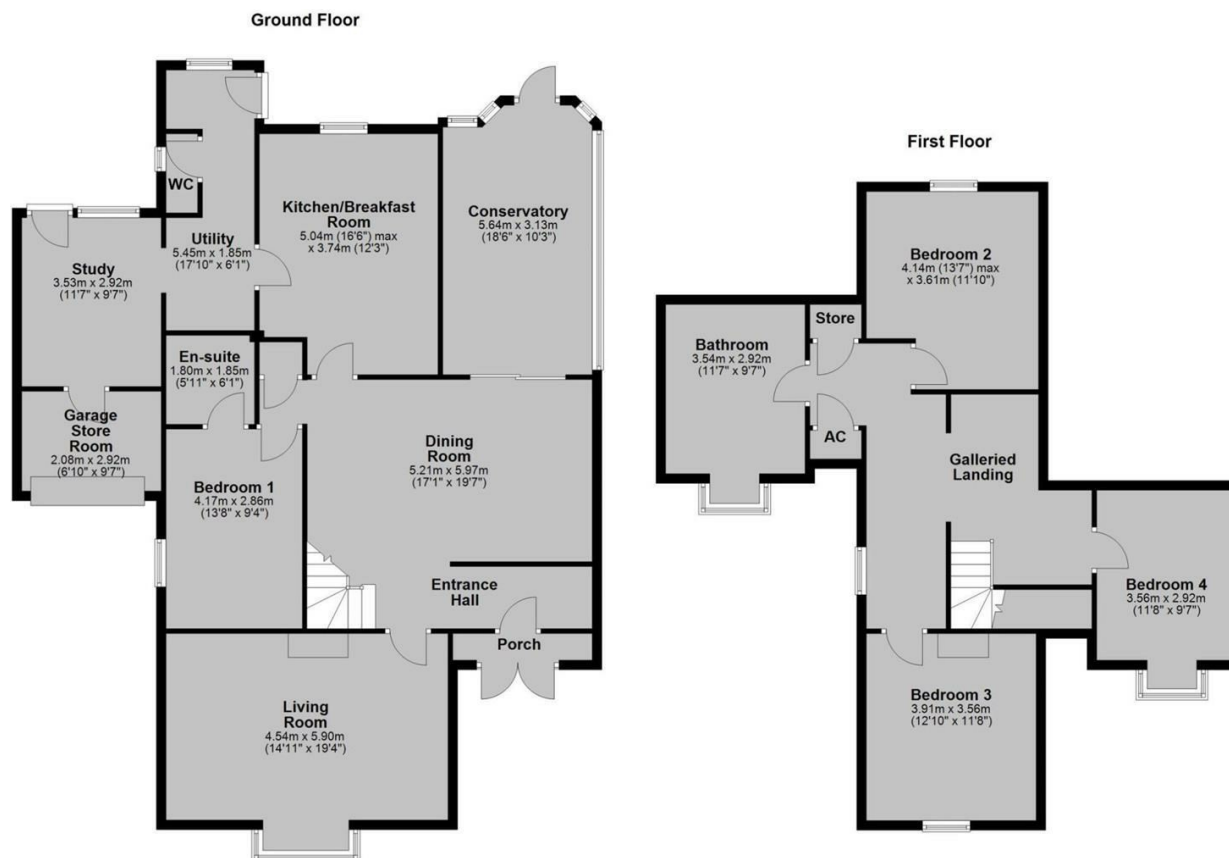 Ground Floor
WC
Kitchen/Breakfast
Room
5.04m (16'6") max
x 3.74m (12'3")
Conservatory
5.64m x 3.13m
(18'6" x 10'3")
Utility
5.45m x 1.85m
(17'10" x 6'1")
Study
3.53m x 2.92m
(11'7" x 9'7")
En-suite
1.80m x 1.85m
(5'11" x 6'1")
Garage
Store
Room
2.08m x 2.92m
(6'10" x 9'7")
Dining
Room
5.21m x 5.97m
(17'1" x 19'7")
Bedroom 1
4.17m x 2.86m
(13'8" x 9'4")
Entrance
Hall
Porch
Living
Room
4.54m x 5.90m
(14'11" x 19'4")
First Floor
Bedroom 2
4.14m (13'7") max
x 3.61m (11'10")
Store
Bathroom
3.54m x 2.92m
(11'7" x 9'7")
AC
Galleried
Landing
Bedroom 4
3.56m x 2.92m
(11'8" x 9'7")
Bedroom 3
3.91m x 3.56m
(12'10" x 11'8")